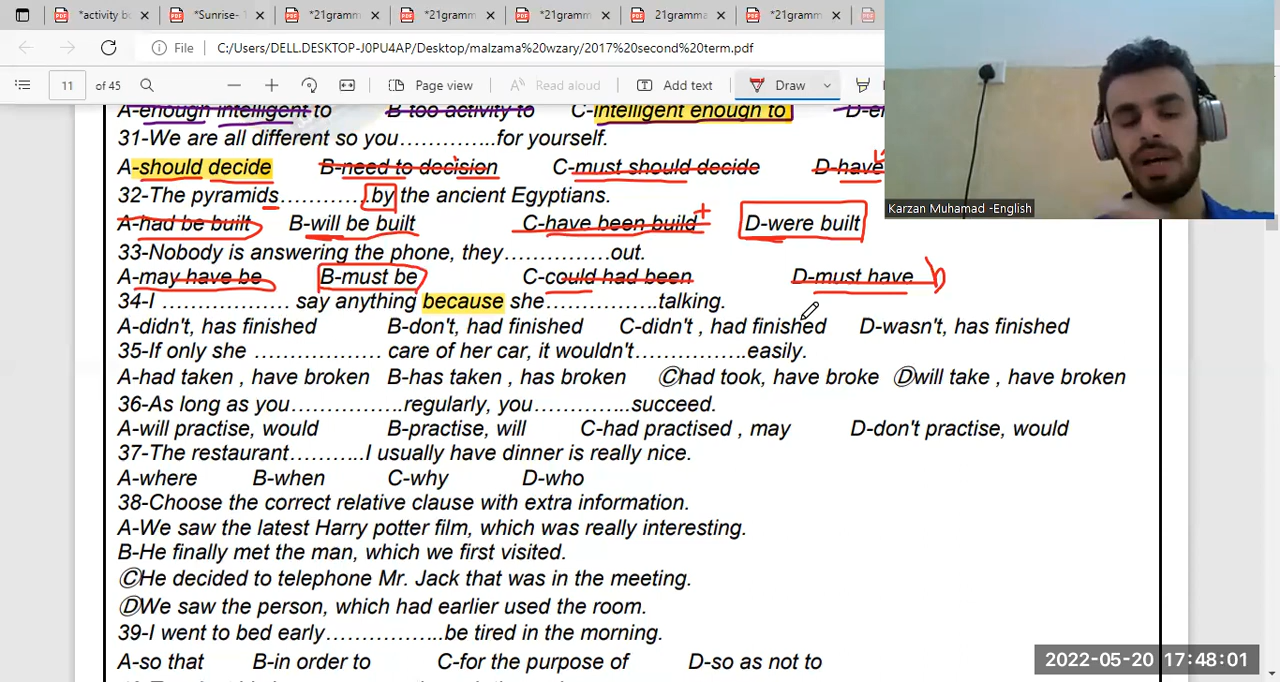 *activity b
*Sunrise-
*21gramm
*21gramm
*21gramm
21gramma
*21gramm
File C:/Users/DELL.DESKTOP-J0PU4AP/Desktop/malzama%20wzary/2017%20second%20term.pdf
11 of 45 Page view Read aloud Add text Draw
A-enough intelligent to B-too activity to C-intelligent enough to
31-We are all different so you…………..for yourself.
A-should decide B-need to decision C-must should decide D-have
32-The pyramids………….by the ancient Egyptians.
A-had be built B-will be built C-have been build D-were built
33-Nobody is answering the phone, they……………out.
A-may have be B-must be C-could had been D-must have b
34-I ……………… say anything because she…………….talking.
A-didn't, has finished B-don't, had finished C-didn't , had finished D-wasn't, has finished
35-If only she ……………… care of her car, it wouldn't…………….easily.
A-had taken , have broken B-has taken , has broken Ⓒhad took, have broke Ⓓwill take , have broken
36-As long as you……………..regularly, you…………..succeed.
A-will practise, would B-practise, will C-had practised , may D-don't practise, would
37-The restaurant………..I usually have dinner is really nice.
A-where B-when C-why D-who
38-Choose the correct relative clause with extra information.
A-We saw the latest Harry potter film, which was really interesting.
B-He finally met the man, which we first visited.
ⒸHe decided to telephone Mr. Jack that was in the meeting.
ⒹWe saw the person, which had earlier used the room.
39-I went to bed early……………..be tired in the morning.
A-so that B-in order to C-for the purpose of D-so as not to
Karzan Muhamad -English
2022-05-20 17:48:01